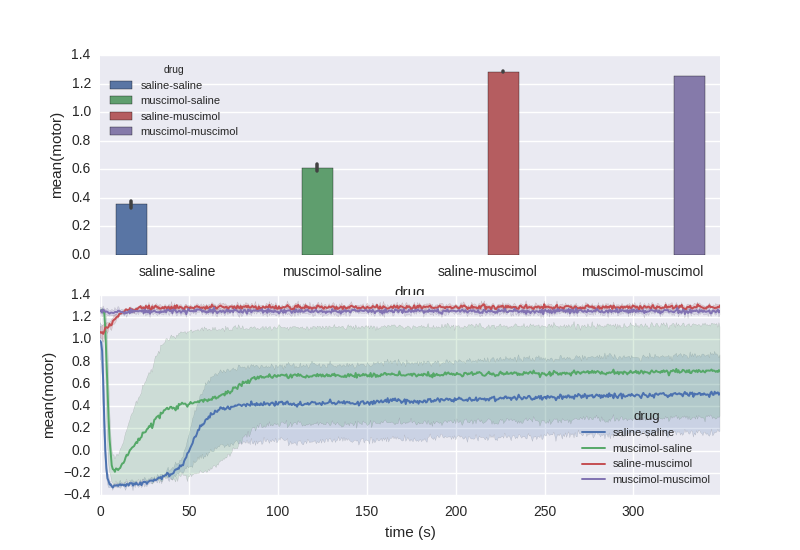 1.4
1.2
1.0
0.8
0.6
0.4
0.2
0.0
mean(motor)
drug
saline-saline
muscimol-saline
saline-muscimol
muscimol-muscimol
saline-saline muscimol-saline saline-muscimol muscimol-muscimol
drug
1.4
1.2
1.0
0.8
0.6
0.4
0.2
0.0
−0.2
−0.4
mean(motor)
drug
saline-saline
muscimol-saline
saline-muscimol
muscimol-muscimol
0 50 100 150 200 250 300
time (s)